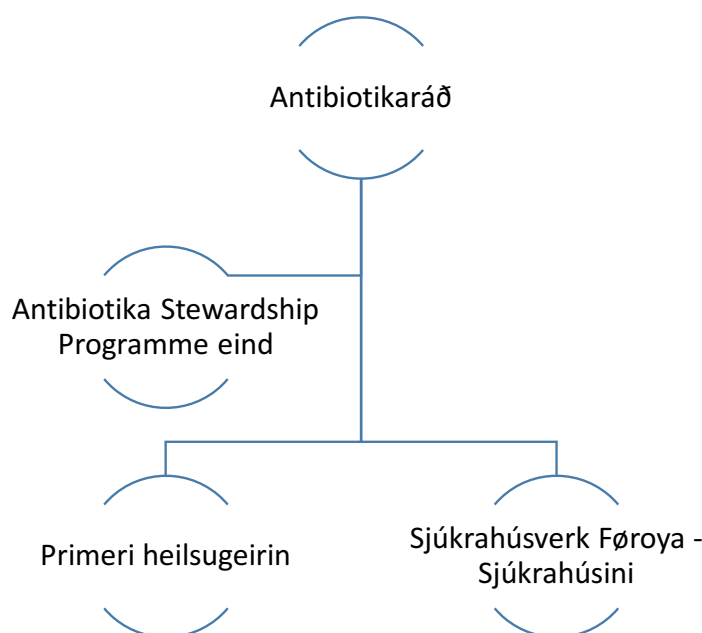 Antibiotikaráð
Antibiotika Stewardship
Programme eind
Primeri heilsugeirin
Sjúkrahúsverk Føroya -
Sjúkrahúsini